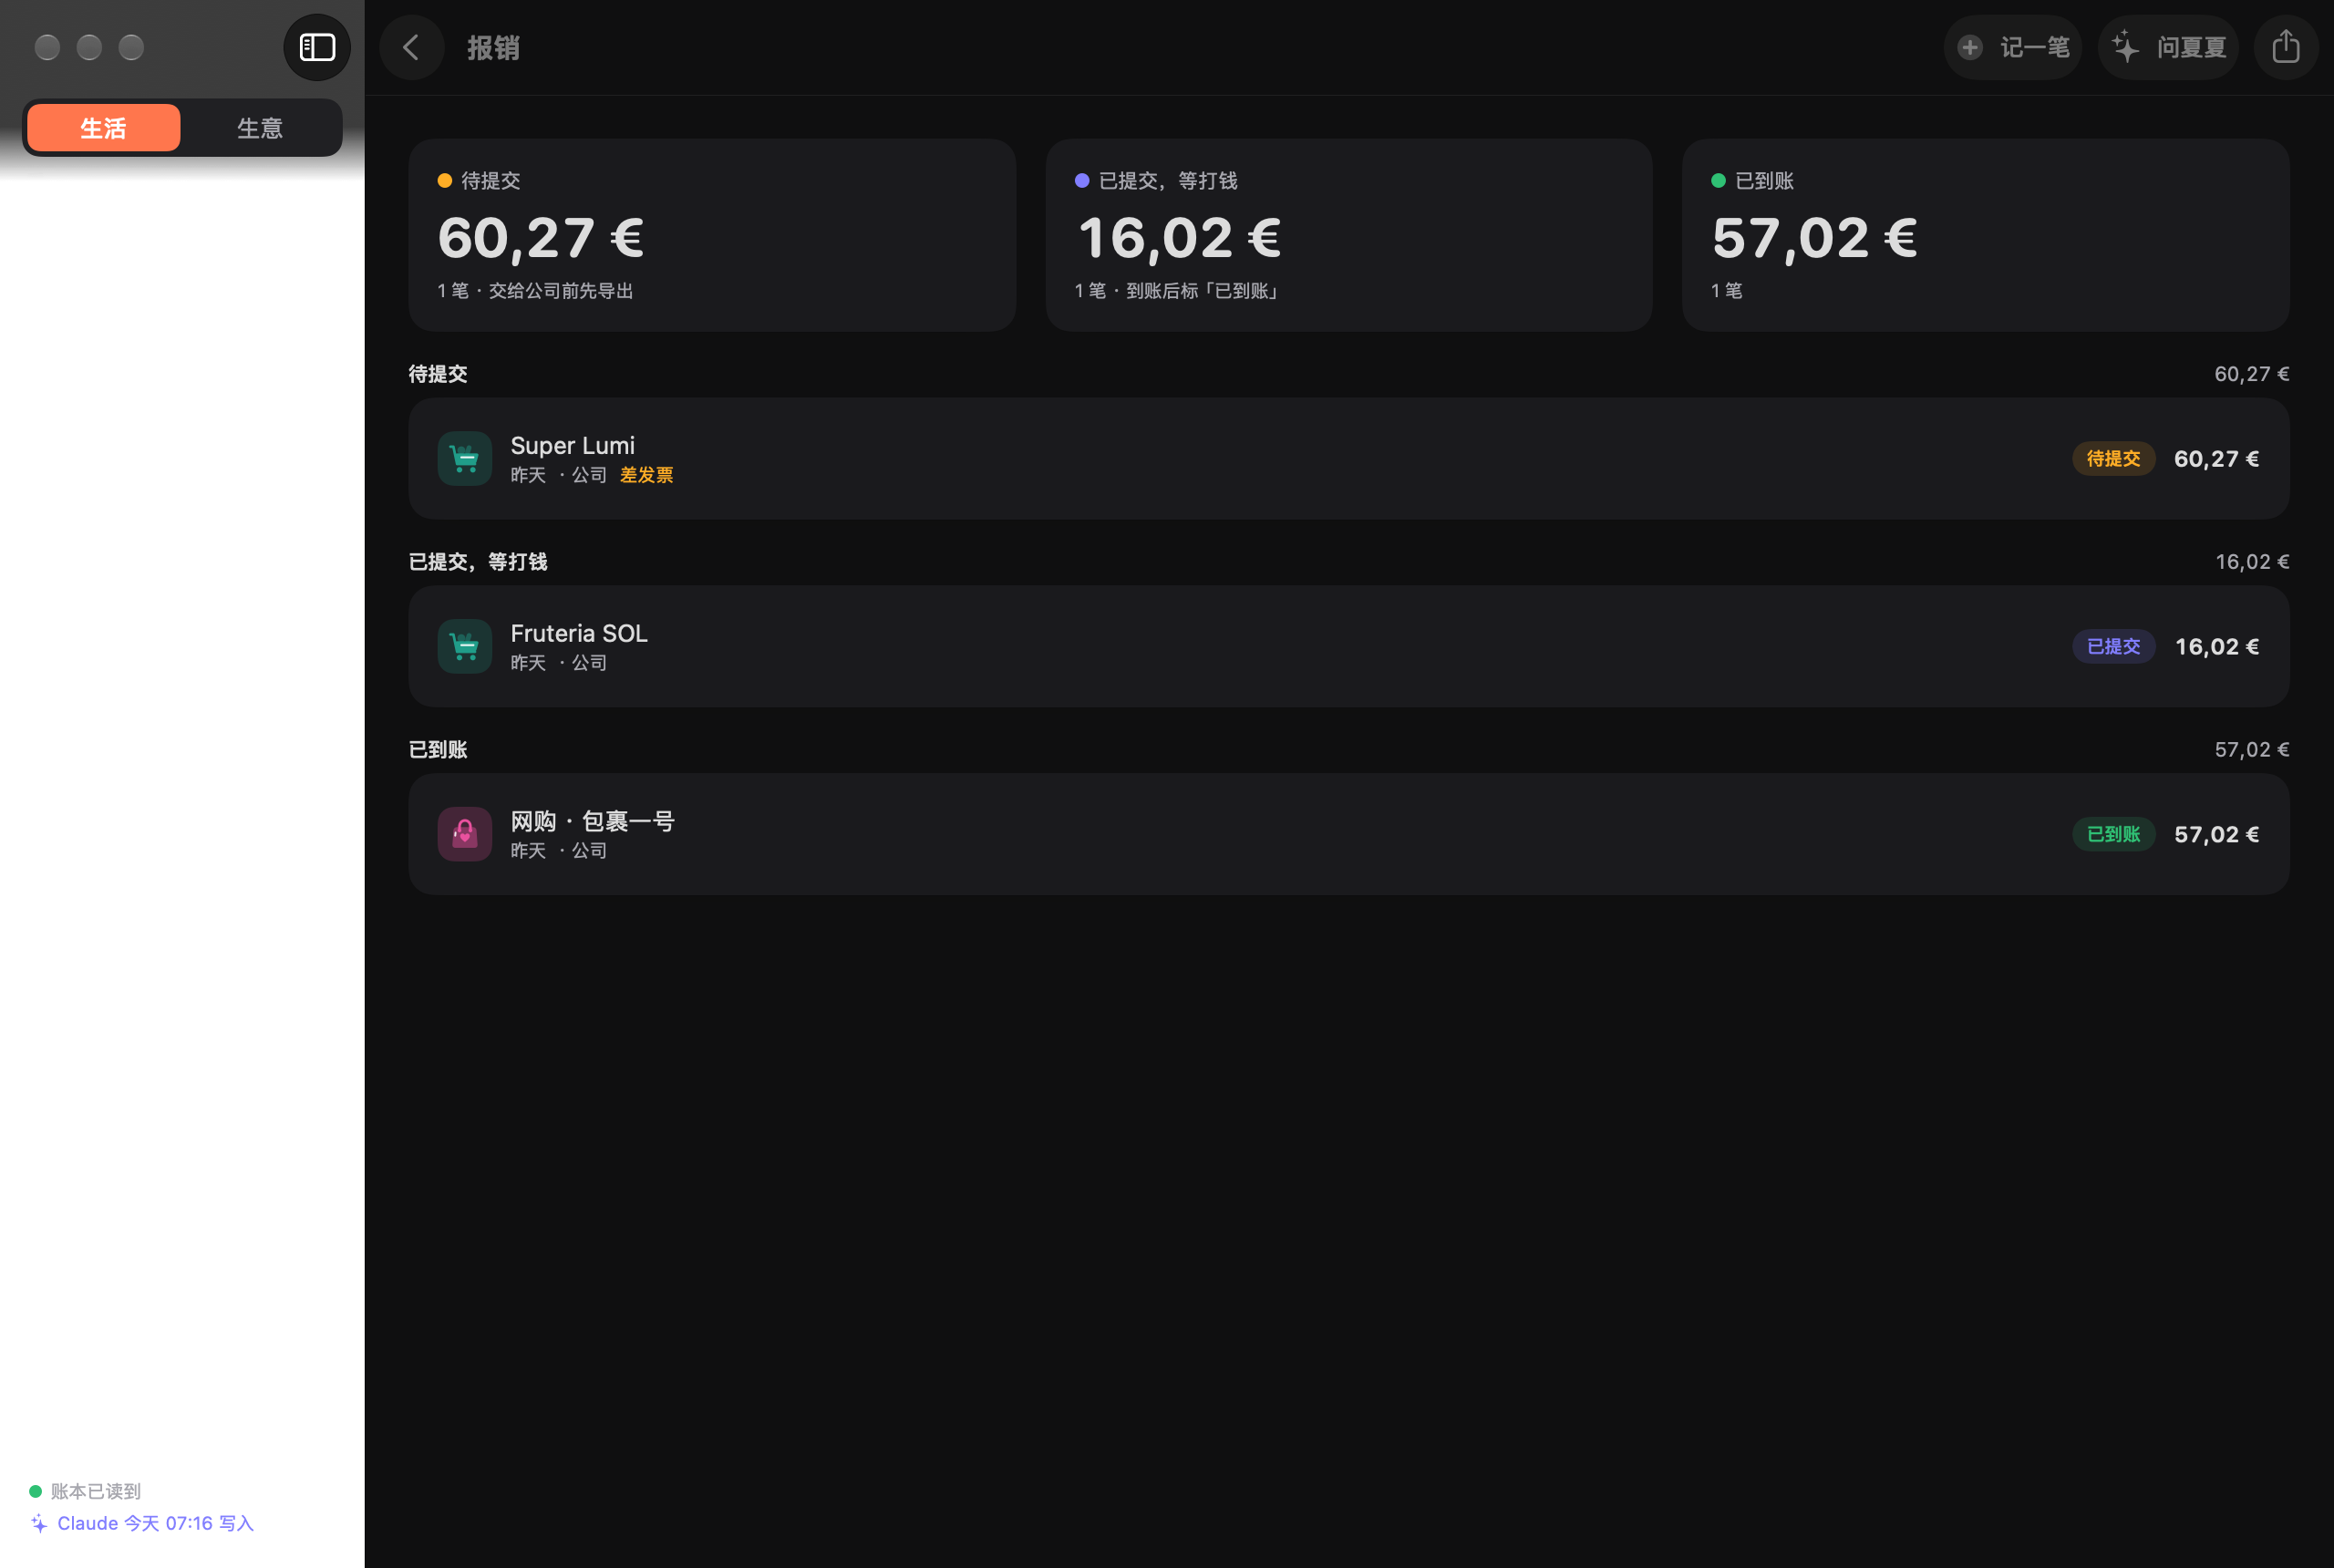 报销
记一笔
问夏夏
生活
生意
待提交
60,27 €
1 笔 · 交给公司前先导出
已提交，等打钱
16,02 €
1 笔 · 到账后标「已到账」
已到账
57,02 €
1 笔
待提交
60,27 €
Super Lumi
昨天 · 公司 差发票
待提交
60,27 €
已提交，等打钱
16,02 €
Fruteria SOL
昨天 · 公司
已提交
16,02 €
已到账
57,02 €
网购 · 包裹一号
昨天 · 公司
已到账
57,02 €
账本已读到
Claude 今天 07:16 写入